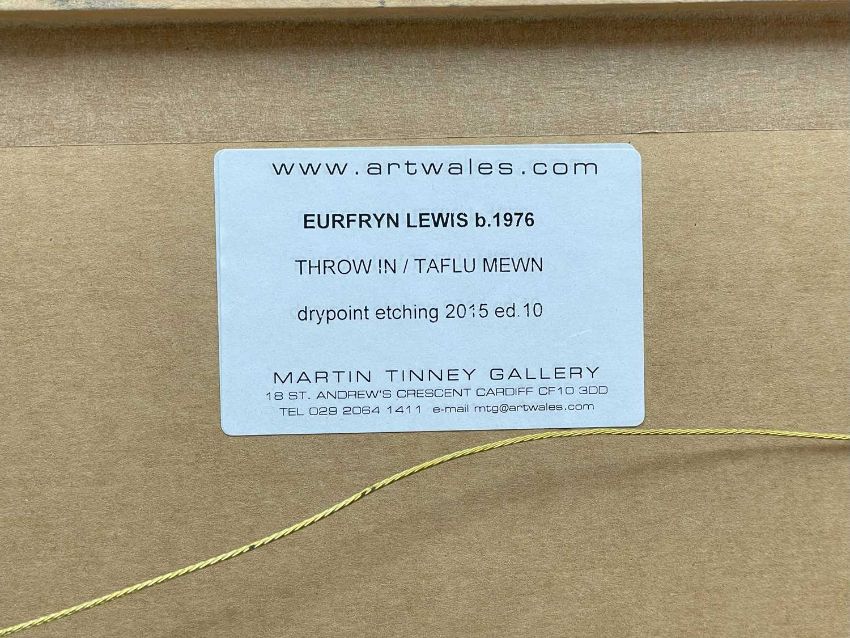 www.artwales.com
EURFRYN LEWIS b.1976
THROW IN / TAFLU MEWN
drypoint etching 2015 ed.10
MARTIN TINNEY GALLERY
18 ST. ANDREW'S CRESCENT CARDIFF CF10 3DD
TEL 029 2064 1411 e-mail mtg@artwales.com